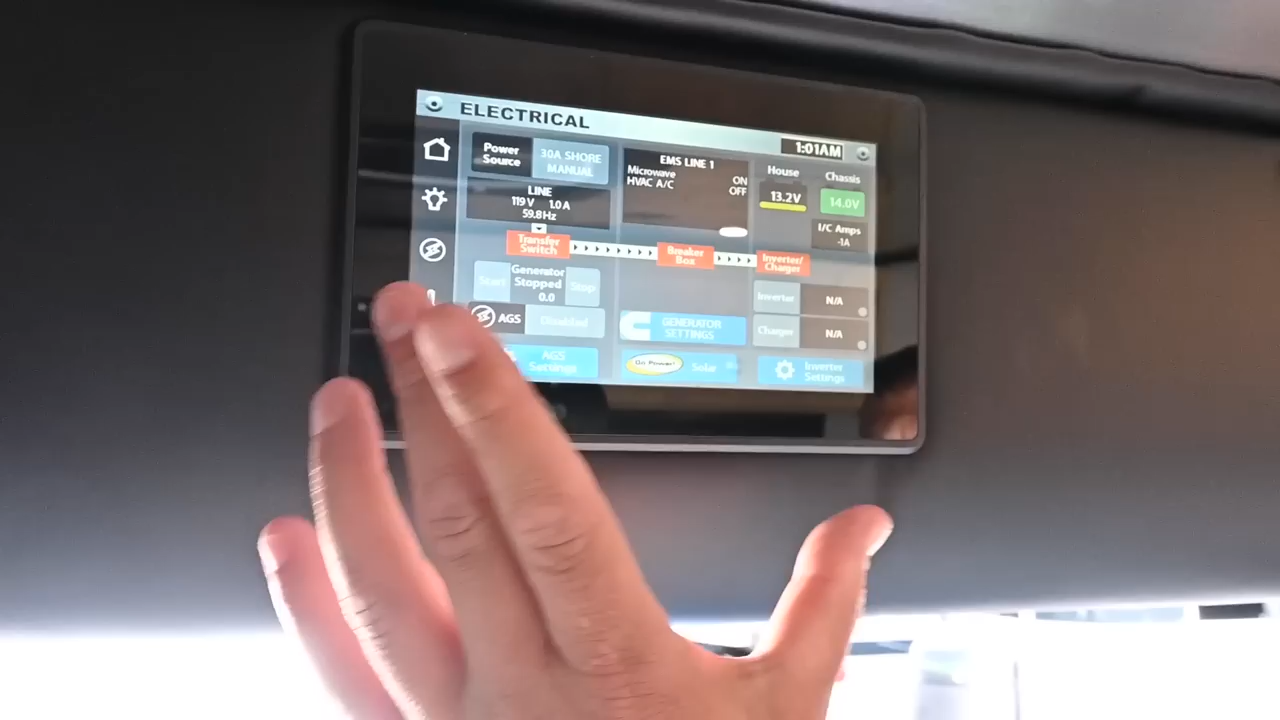 ELECTRICAL
1:01AM
Power
Source
30A SHORE
MANUAL
LINE
119 V 1.0 A
59.8Hz
EMS LINE 1
Microwave ON
HVAC A/C OFF
House
13.2V
Chassis
14.0V
I/C Amps
-1A
Transfer
Switch
Breaker
Box
Inverter/
Charger
Start
Generator
Stopped
0.0
Stop
AGS
Disabled
GENERATOR
SETTINGS
Inverter N/A
Charger N/A
AGS
Settings
Go Power!
Solar
Inverter
Settings